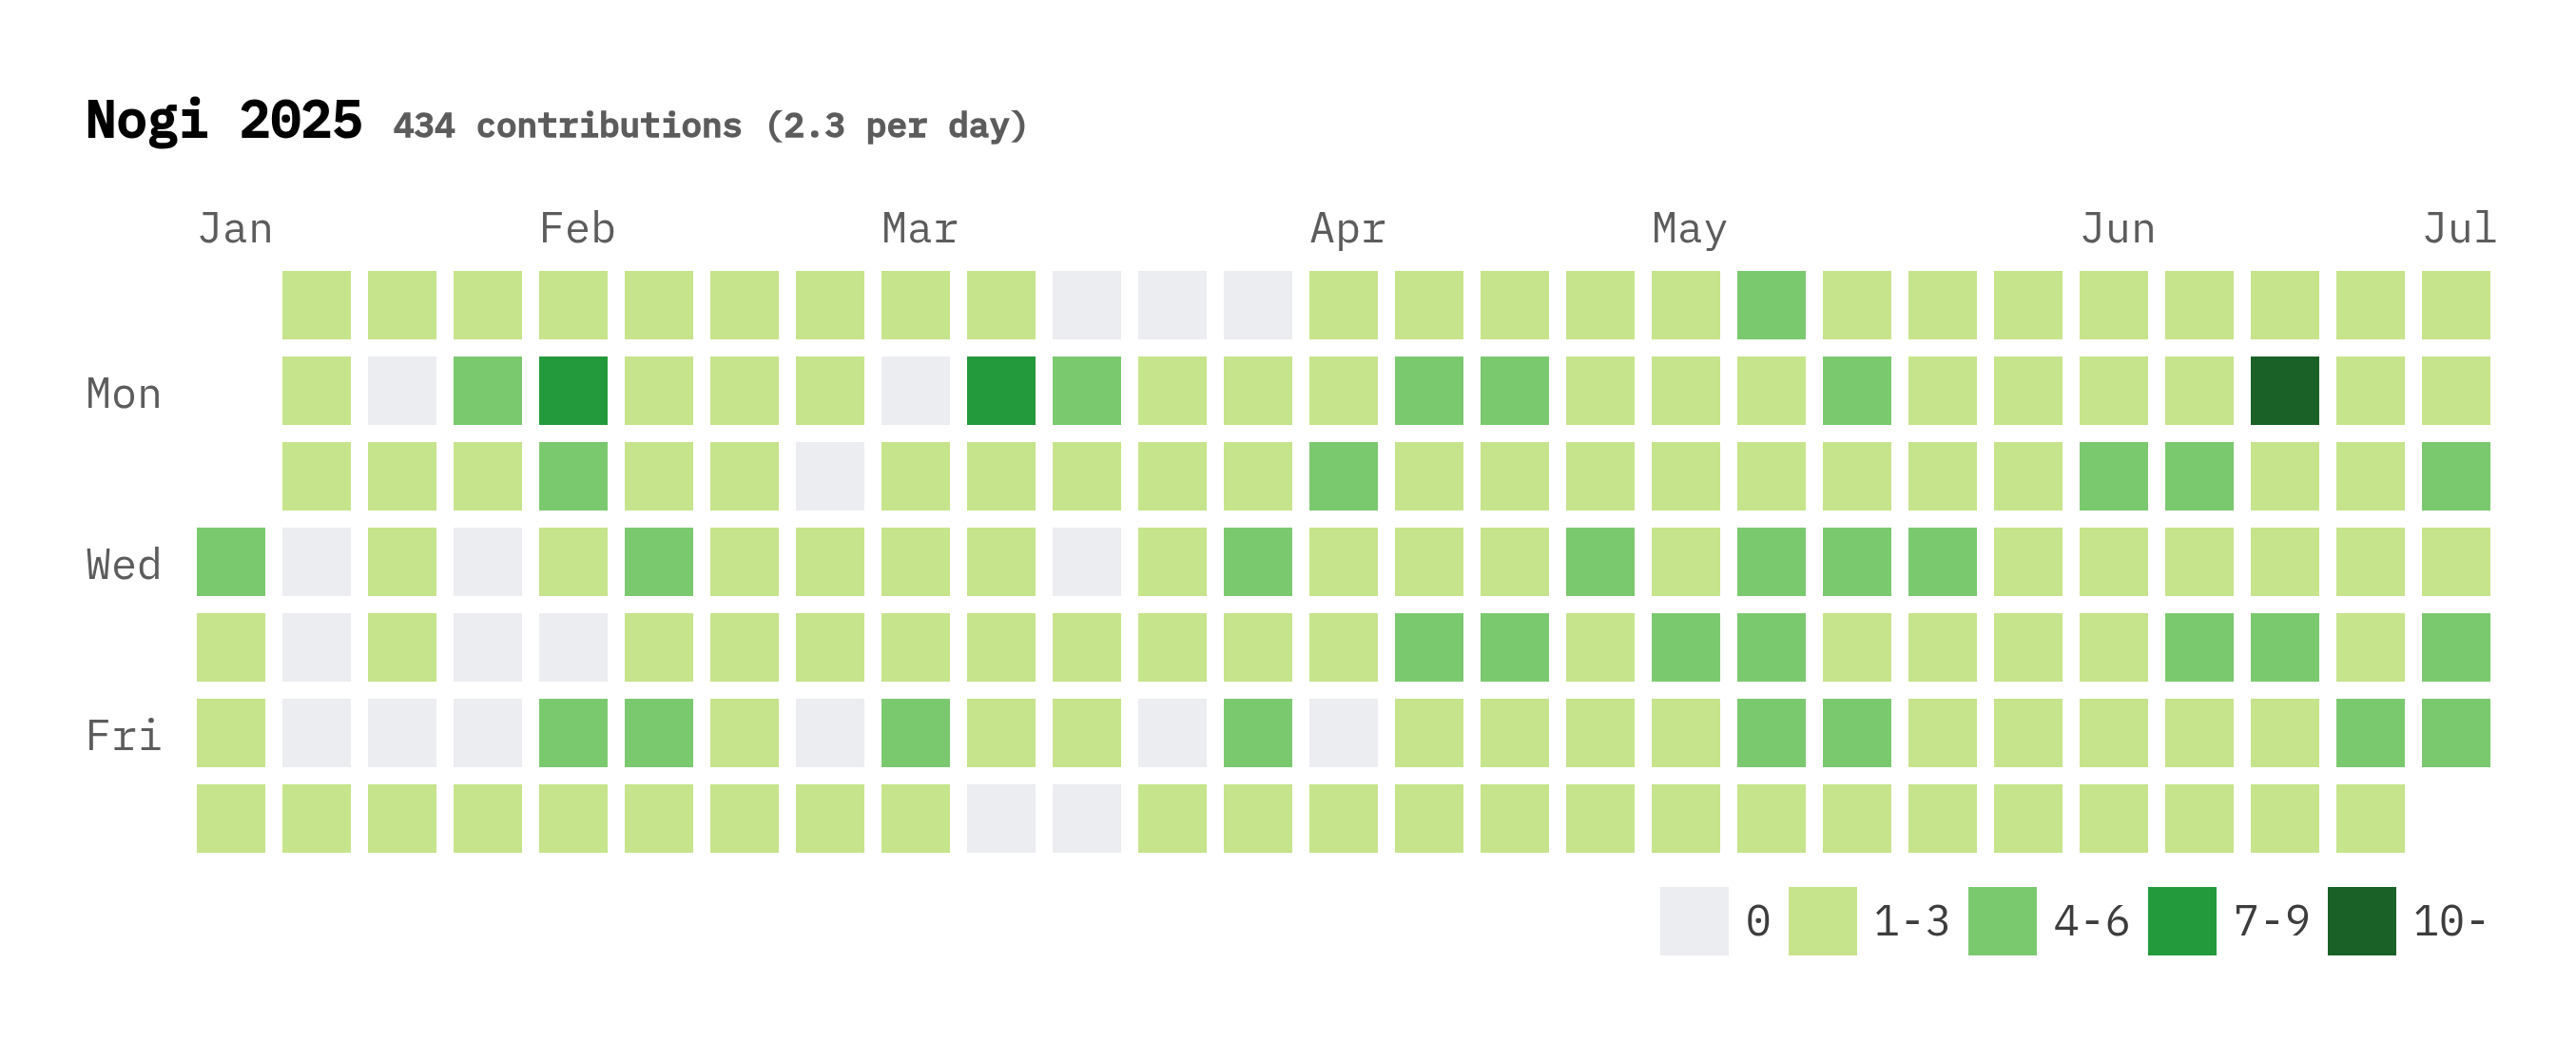 Nogi 2025 434 contributions (2.3 per day)
Jan Feb Mar Apr May Jun Jul
Mon
Wed
Fri
0 1-3 4-6 7-9 10-